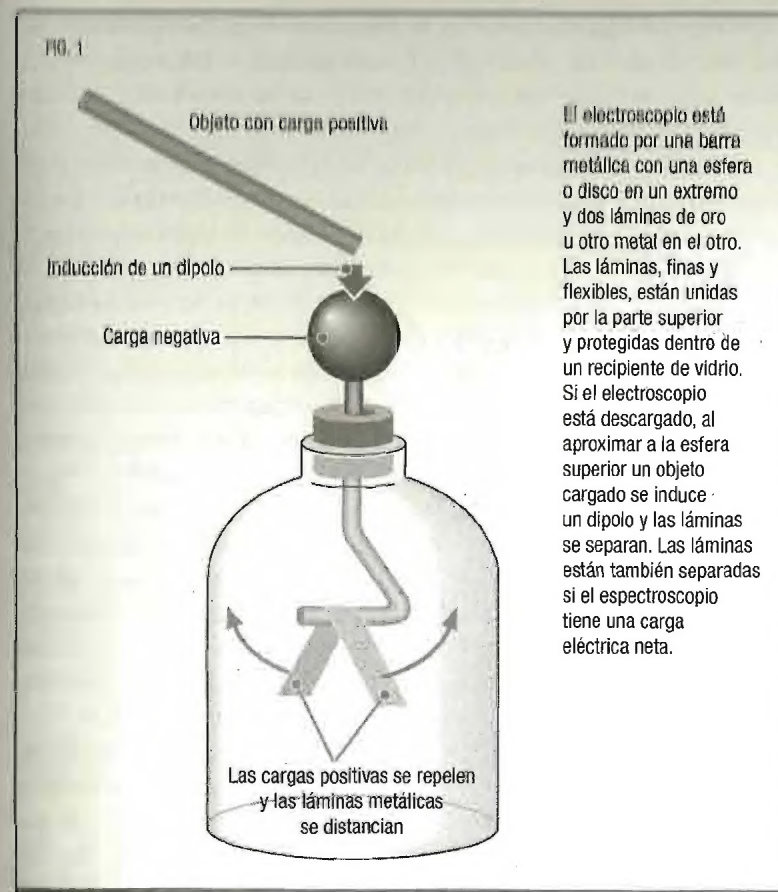 FIG. 1
Objeto con carga positiva
Inducción de un dipolo
Carga negativa
Las cargas positivas se repelen
y las láminas metálicas
se distancian
El electroscopio está
formado por una barra
metálica con una esfera
o disco en un extremo
y dos láminas de oro
u otro metal en el otro.
Las láminas, finas y
flexibles, están unidas
por la parte superior
y protegidas dentro de
un recipiente de vidrio.
Si el electroscopio
está descargado, al
aproximar a la esfera
superior un objeto
cargado se induce
un dipolo y las láminas
se separan. Las láminas
están también separadas
si el espectroscopio
tiene una carga
eléctrica neta.